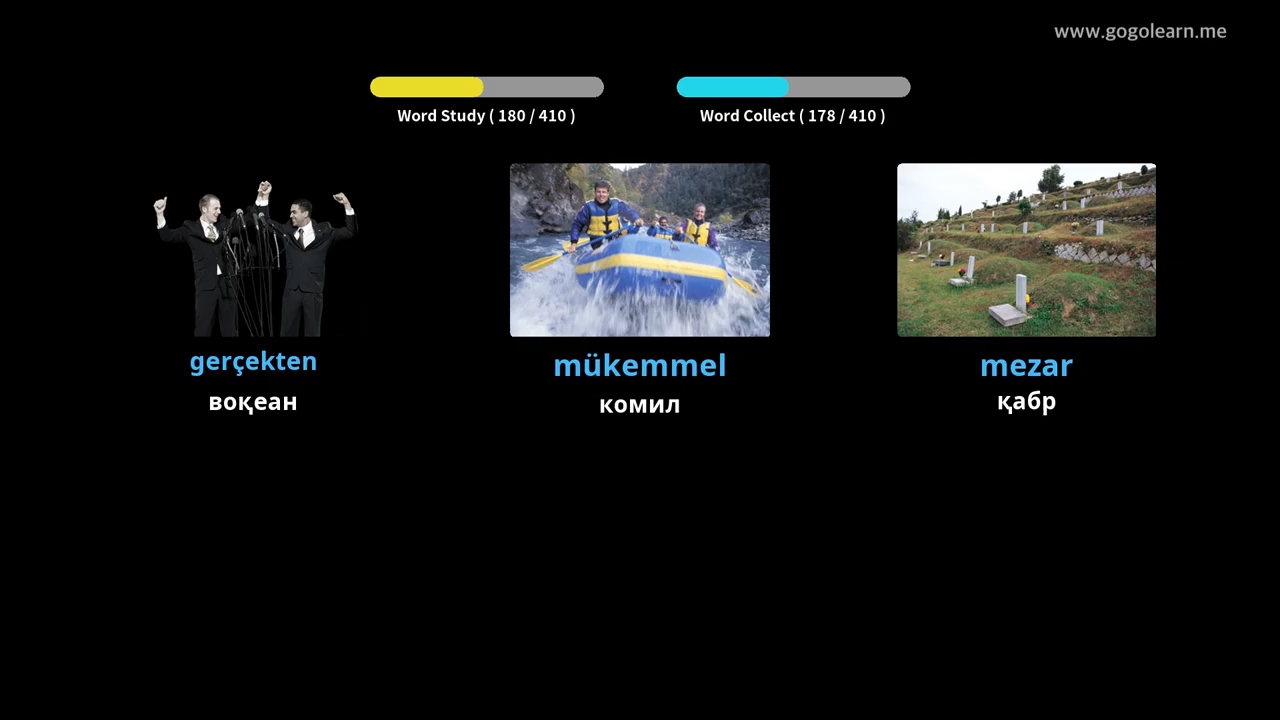 www.gogolearn.me
Word Study ( 180 / 410 )
Word Collect ( 178 / 410 )
gerçekten
воқеан
mükemmel
комил
mezar
қабр